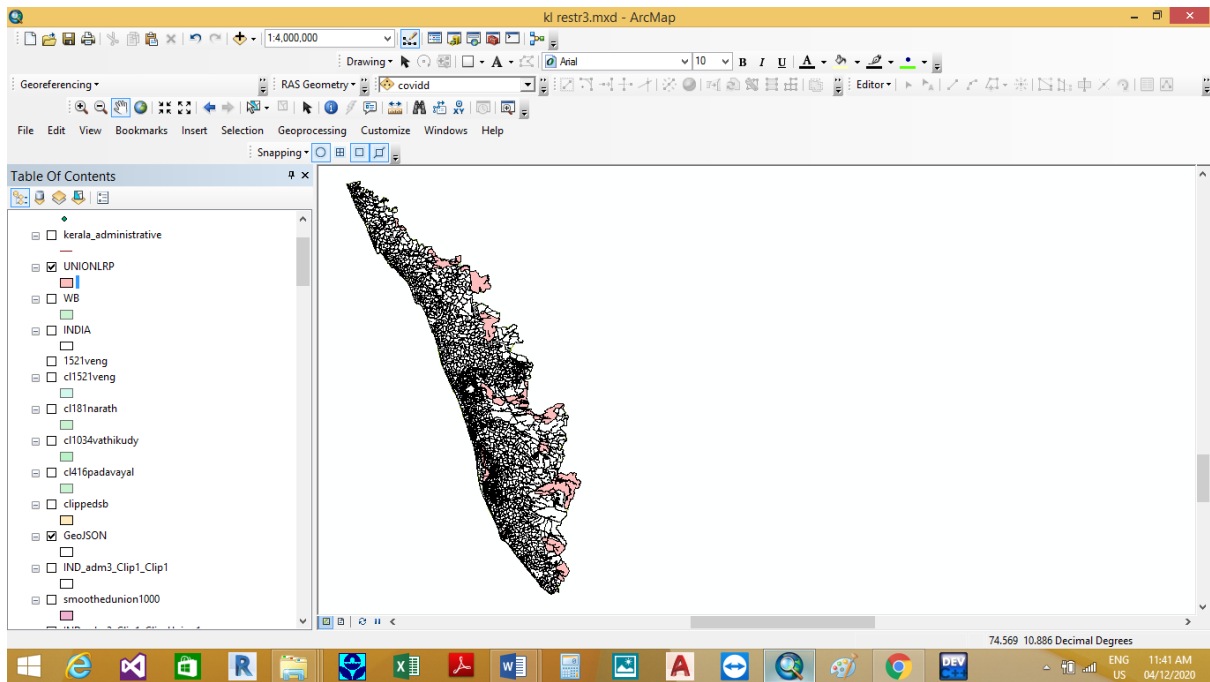 kl restr3.mxd - ArcMap
1:4,000,000
Drawing
A
Arial
10
B I U A
Georeferencing
RAS Geometry
covidd
Editor
File Edit View Bookmarks Insert Selection Geoprocessing Customize Windows Help
Snapping
Table Of Contents
kerala_administrative
UNIONLRP
WB
INDIA
1521veng
cl1521veng
cl181narath
cl1034vathikudy
cl416padavayal
clippedsb
GeoJSON
IND_adm3_Clip1_Clip1
smoothedunion1000
74.569 10.886 Decimal Degrees
R
A
DEV
C++
ENG
US
11:41 AM
04/12/2020